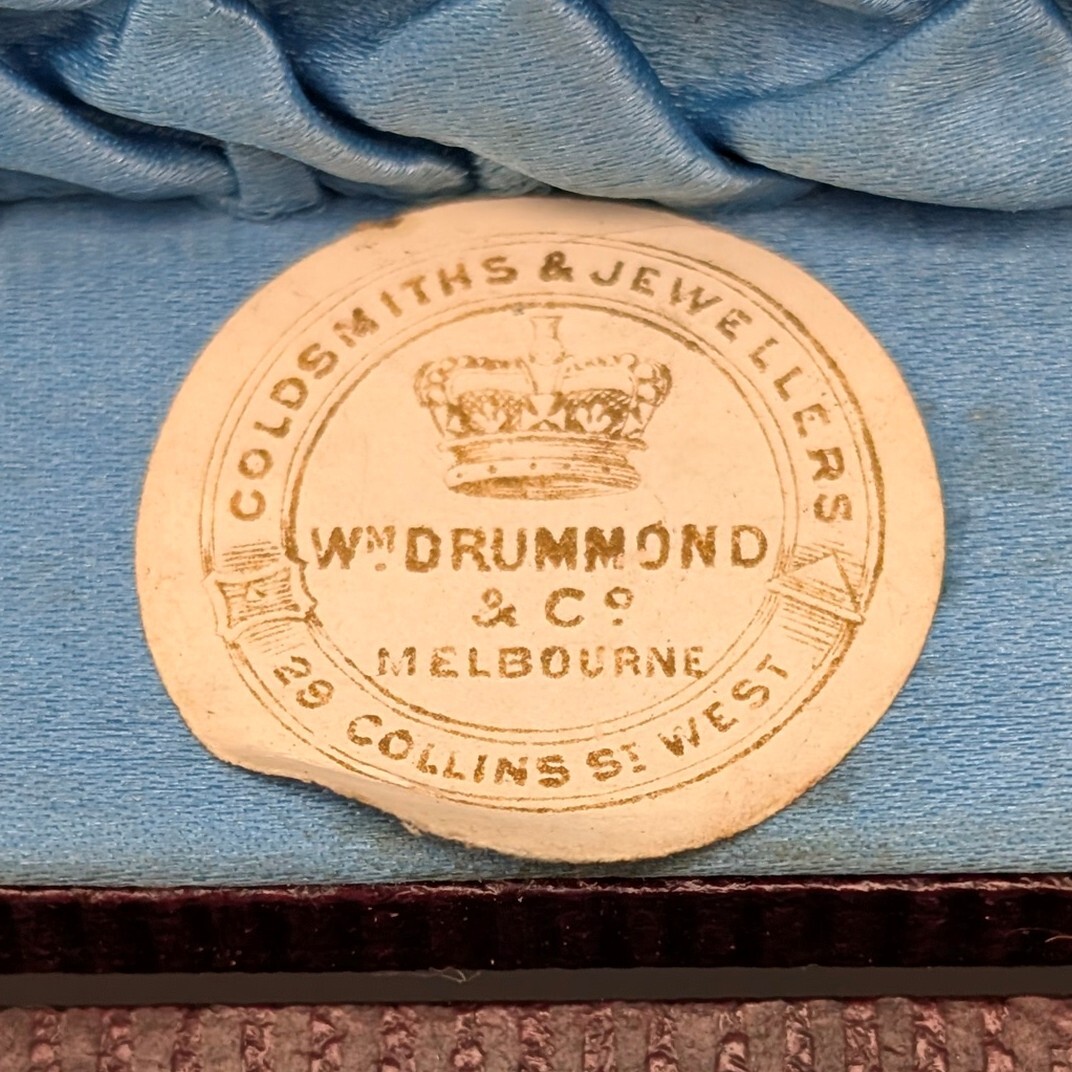 GOLDSMITHS & JEWELLERS
Wᴹ. DRUMMOND
& Cº
MELBOURNE
29 COLLINS Sᵀ WEST